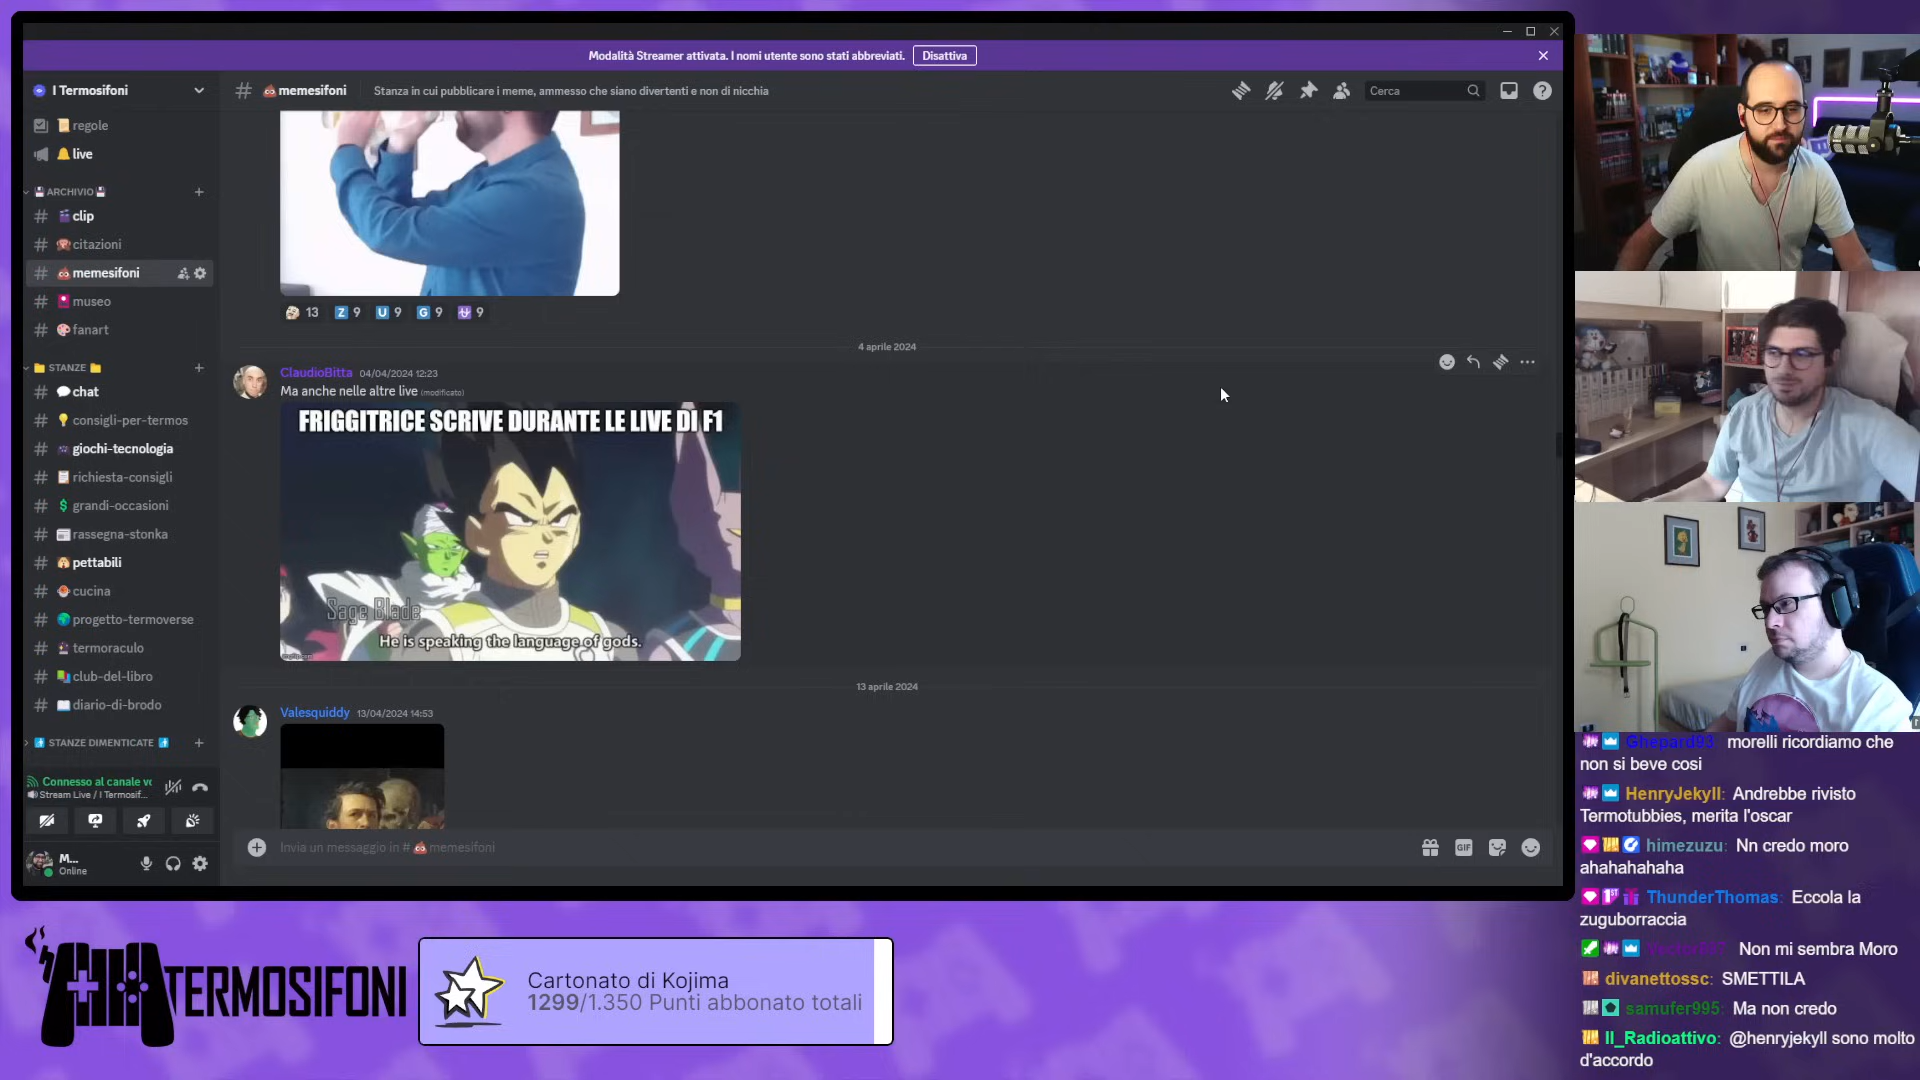 Modalità Streamer attivata. I nomi utente sono stati abbreviati. Disattiva
I Termosifoni
regole
live
ARCHIVIO
clip
citazioni
memesifoni
museo
fanart
STANZE
chat
consigli-per-termos
giochi-tecnologia
richiesta-consigli
grandi-occasioni
rassegna-stonka
pettabili
cucina
progetto-termoverse
termoraculo
club-del-libro
diario-di-brodo
STANZE DIMENTICATE
Connesso al canale vc
Stream Live / I Termosif...
M...
Online
memesifoni Stanza in cui pubblicare i meme, ammesso che siano divertenti e non di nicchia
Cerca
13 Z 9 U 9 G 9 9
4 aprile 2024
ClaudioBitta 04/04/2024 12:23
Ma anche nelle altre live (modificato)
FRIGGITRICE SCRIVE DURANTE LE LIVE DI F1
Sage Blade
He is speaking the language of gods.
13 aprile 2024
Valesquiddy 13/04/2024 14:53
Invia un messaggio in # memesifoni
GIF
TERMOSIFONI
Cartonato di Kojima
1299/1.350 Punti abbonato totali
Ghepard93 morelli ricordiamo che
non si beve cosi
HenryJekyll: Andrebbe rivisto
Termotubbies, merita l'oscar
himezuzu: Nn credo moro
ahahahahaha
ThunderThomas: Eccola la
zuguborraccia
Non mi sembra Moro
divanettossc: SMETTILA
samufer995: Ma non credo
Il_Radioattivo: @henryjekyll sono molto
d'accordo